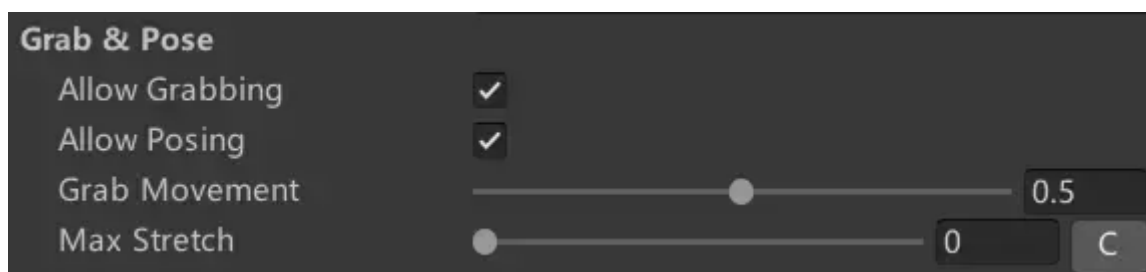 Grab & Pose
Allow Grabbing
Allow Posing
Grab Movement 0.5
Max Stretch 0 C